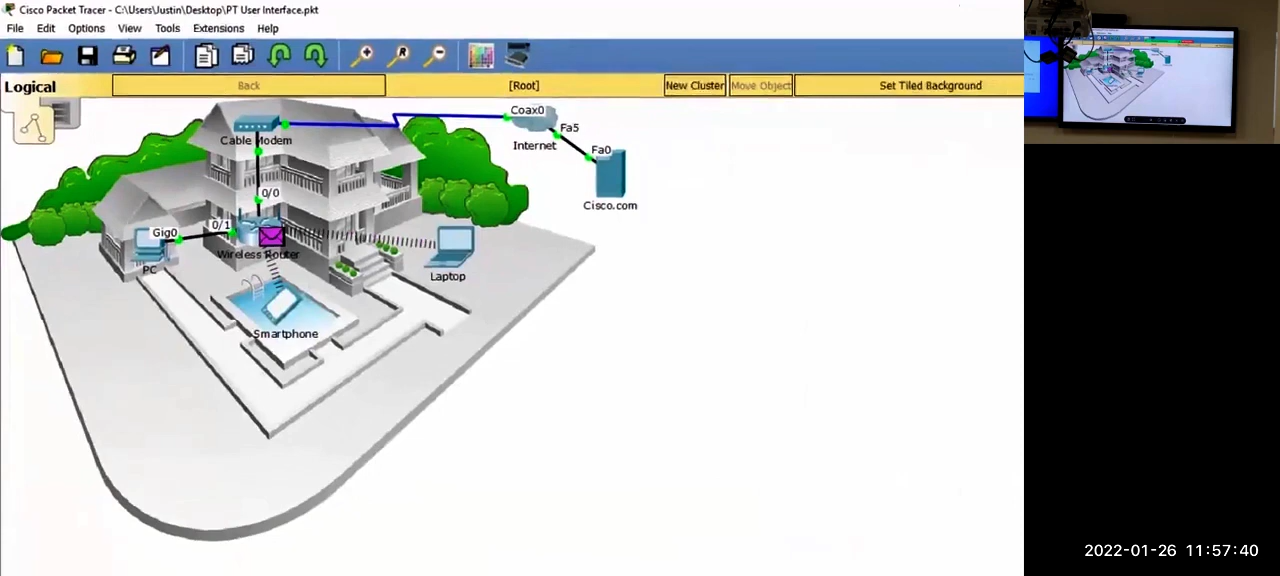 Cisco Packet Tracer - C:\Users\Justin\Desktop\PT User Interface.pkt
File Edit Options View Tools Extensions Help
Logical Back [Root] New Cluster Move Object Set Tiled Background
Coax0
Cable Modem
Fa5
Internet
Fa0
0/0
Cisco.com
Gig0
0/1
Wireless Router
PC
Laptop
Smartphone
2022-01-26 11:57:40